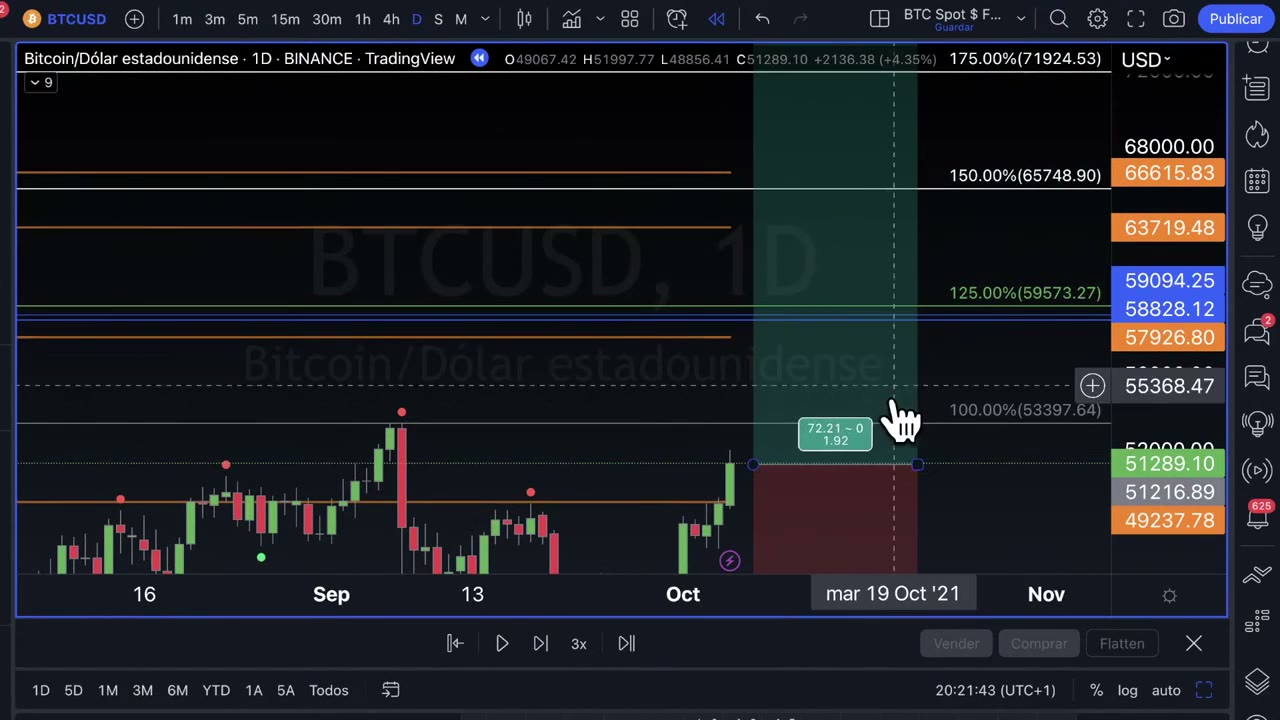 BTCUSD 1m 3m 5m 15m 30m 1h 4h D S M BTC Spot $ F... Publicar
Guardar
Bitcoin/Dólar estadounidense · 1D · BINANCE · TradingView O49067.42 H51997.77 L48856.41 C51289.10 +2136.38 (+4.35%) 175.00%(71924.53) USD
9
72000.00
68000.00
150.00%(65748.90) 66615.83
63719.48
BTCUSD, 1D
59094.25
125.00%(59573.27)
58828.12
57926.80
Bitcoin/Dólar estadounidense
55368.47
100.00%(53397.64)
72.21 ~ 0
1.92
52000.00
51289.10
51216.89
625
49237.78
16 Sep 13 Oct mar 19 Oct '21 Nov
3x Vender Comprar Flatten
1D 5D 1M 3M 6M YTD 1A 5A Todos 20:21:43 (UTC+1) % log auto
2